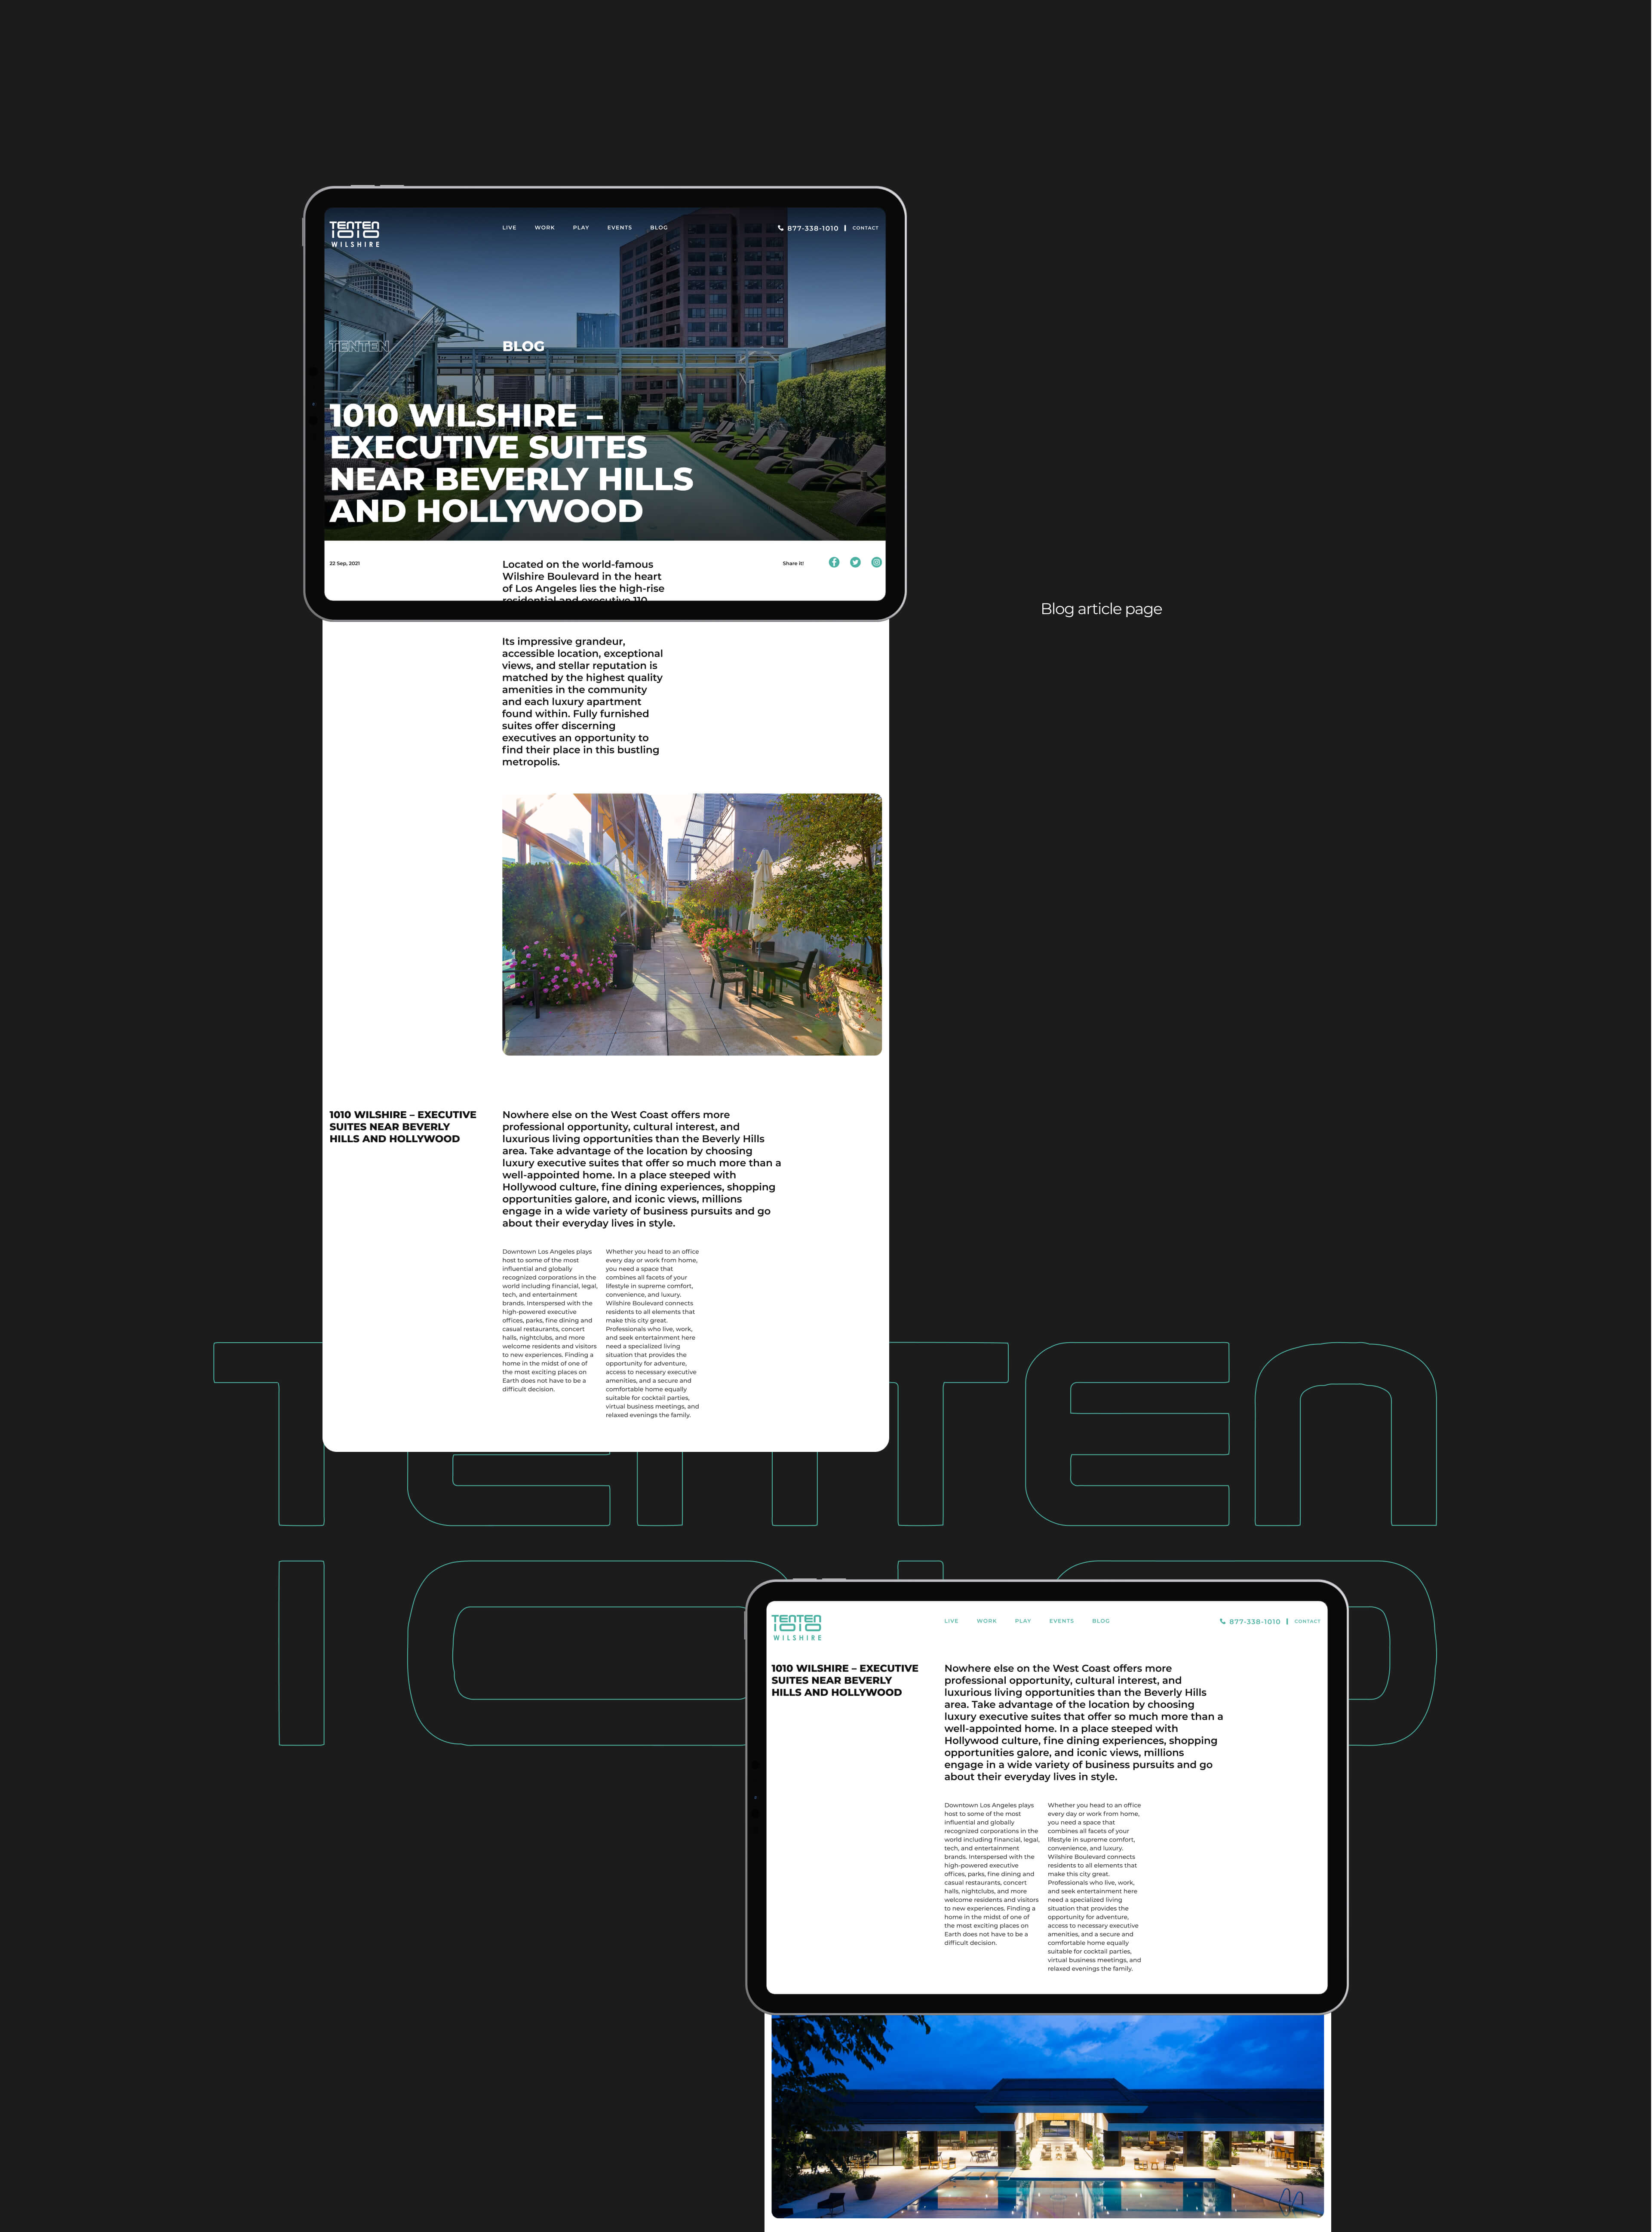 TENTEN
1010
WILSHIRE
LIVE WORK PLAY EVENTS BLOG
877-338-1010 | CONTACT
TENTEN
BLOG
1010 WILSHIRE –
EXECUTIVE SUITES
NEAR BEVERLY HILLS
AND HOLLYWOOD
22 Sep, 2021
Located on the world-famous
Wilshire Boulevard in the heart
of Los Angeles lies the high-rise
residential and executive 110
Share it!
Blog article page
Its impressive grandeur,
accessible location, exceptional
views, and stellar reputation is
matched by the highest quality
amenities in the community
and each luxury apartment
found within. Fully furnished
suites offer discerning
executives an opportunity to
find their place in this bustling
metropolis.
1010 WILSHIRE – EXECUTIVE
SUITES NEAR BEVERLY
HILLS AND HOLLYWOOD
Nowhere else on the West Coast offers more
professional opportunity, cultural interest, and
luxurious living opportunities than the Beverly Hills
area. Take advantage of the location by choosing
luxury executive suites that offer so much more than a
well-appointed home. In a place steeped with
Hollywood culture, fine dining experiences, shopping
opportunities galore, and iconic views, millions
engage in a wide variety of business pursuits and go
about their everyday lives in style.
Downtown Los Angeles plays
host to some of the most
influential and globally
recognized corporations in the
world including financial, legal,
tech, and entertainment
brands. Interspersed with the
high-powered executive
offices, parks, fine dining and
casual restaurants, concert
halls, nightclubs, and more
welcome residents and visitors
to new experiences. Finding a
home in the midst of one of
the most exciting places on
Earth does not have to be a
difficult decision.
Whether you head to an office
every day or work from home,
you need a space that
combines all facets of your
lifestyle in supreme comfort,
convenience, and luxury.
Wilshire Boulevard connects
residents to all elements that
make this city great.
Professionals who live, work,
and seek entertainment here
need a specialized living
situation that provides the
opportunity for adventure,
access to necessary executive
amenities, and a secure and
comfortable home equally
suitable for cocktail parties,
virtual business meetings, and
relaxed evenings the family.
TENTEN
1010
TENTEN
1010
WILSHIRE
LIVE WORK PLAY EVENTS BLOG
877-338-1010 | CONTACT
1010 WILSHIRE – EXECUTIVE
SUITES NEAR BEVERLY
HILLS AND HOLLYWOOD
Nowhere else on the West Coast offers more
professional opportunity, cultural interest, and
luxurious living opportunities than the Beverly Hills
area. Take advantage of the location by choosing
luxury executive suites that offer so much more than a
well-appointed home. In a place steeped with
Hollywood culture, fine dining experiences, shopping
opportunities galore, and iconic views, millions
engage in a wide variety of business pursuits and go
about their everyday lives in style.
Downtown Los Angeles plays
host to some of the most
influential and globally
recognized corporations in the
world including financial, legal,
tech, and entertainment
brands. Interspersed with the
high-powered executive
offices, parks, fine dining and
casual restaurants, concert
halls, nightclubs, and more
welcome residents and visitors
to new experiences. Finding a
home in the midst of one of
the most exciting places on
Earth does not have to be a
difficult decision.
Whether you head to an office
every day or work from home,
you need a space that
combines all facets of your
lifestyle in supreme comfort,
convenience, and luxury.
Wilshire Boulevard connects
residents to all elements that
make this city great.
Professionals who live, work,
and seek entertainment here
need a specialized living
situation that provides the
opportunity for adventure,
access to necessary executive
amenities, and a secure and
comfortable home equally
suitable for cocktail parties,
virtual business meetings, and
relaxed evenings the family.